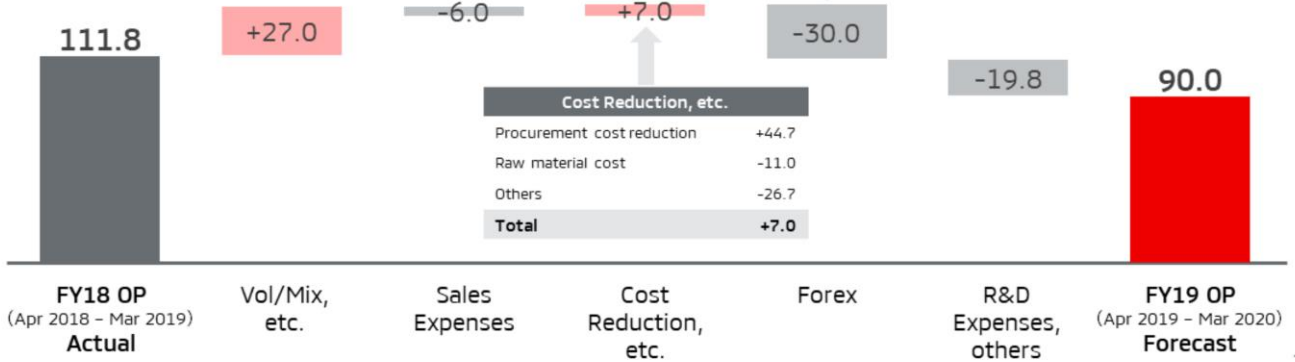 111.8
+27.0
-6.0
+7.0
-30.0
-19.8
90.0
Cost Reduction, etc.
Procurement cost reduction +44.7
Raw material cost -11.0
Others -26.7
Total +7.0
FY18 OP
(Apr 2018 – Mar 2019)
Actual
Vol/Mix,
etc.
Sales
Expenses
Cost
Reduction,
etc.
Forex
R&D
Expenses,
others
FY19 OP
(Apr 2019 – Mar 2020)
Forecast